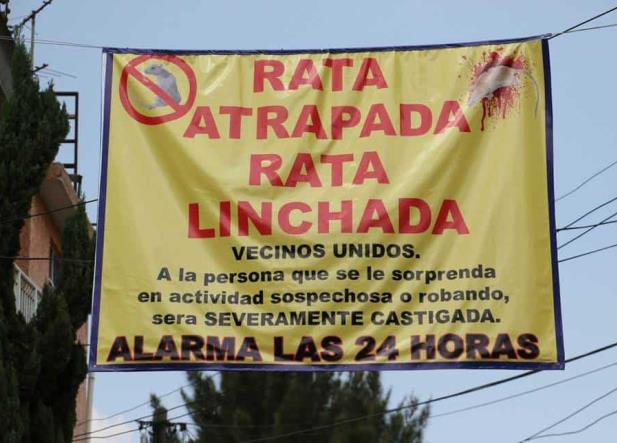 RATA
ATRAPADA
RATA
LINCHADA
VECINOS UNIDOS.
A la persona que se le sorprenda
en actividad sospechosa o robando,
sera SEVERAMENTE CASTIGADA.
ALARMA LAS 24 HORAS